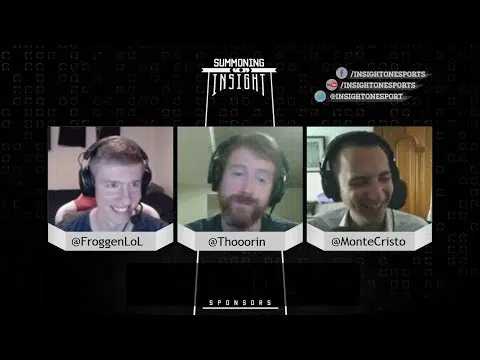 SUMMONING
INSIGHT
/INSIGHTONESPORTS
/INSIGHTONESPORTS
@INSIGHTONESPORT
@FroggenLoL
@Thooorin
@MonteCristo
SPONSORS